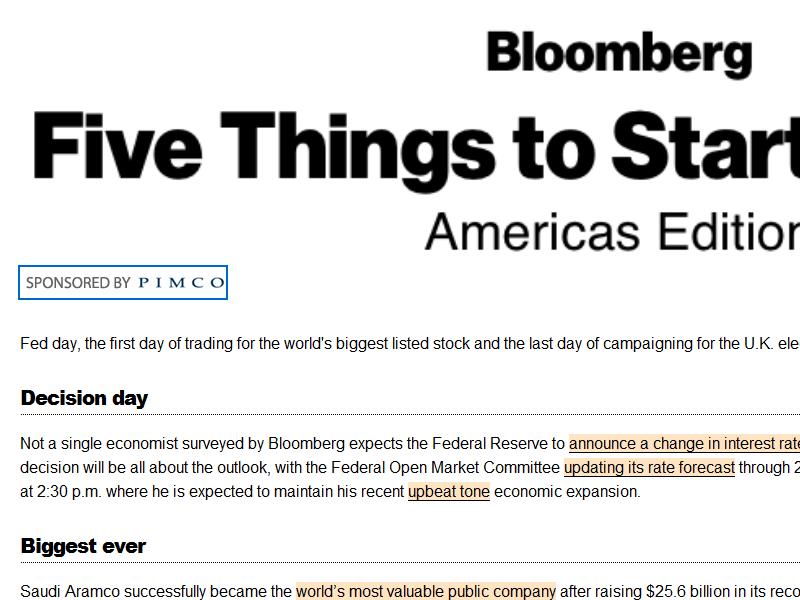 Bloomberg
Five Things to Start
Americas Edition
SPONSORED BY PIMCO
Fed day, the first day of trading for the world's biggest listed stock and the last day of campaigning for the U.K. ele
Decision day
Not a single economist surveyed by Bloomberg expects the Federal Reserve to announce a change in interest rate
decision will be all about the outlook, with the Federal Open Market Committee updating its rate forecast through 2
at 2:30 p.m. where he is expected to maintain his recent upbeat tone economic expansion.
Biggest ever
Saudi Aramco successfully became the world's most valuable public company after raising $25.6 billion in its reco